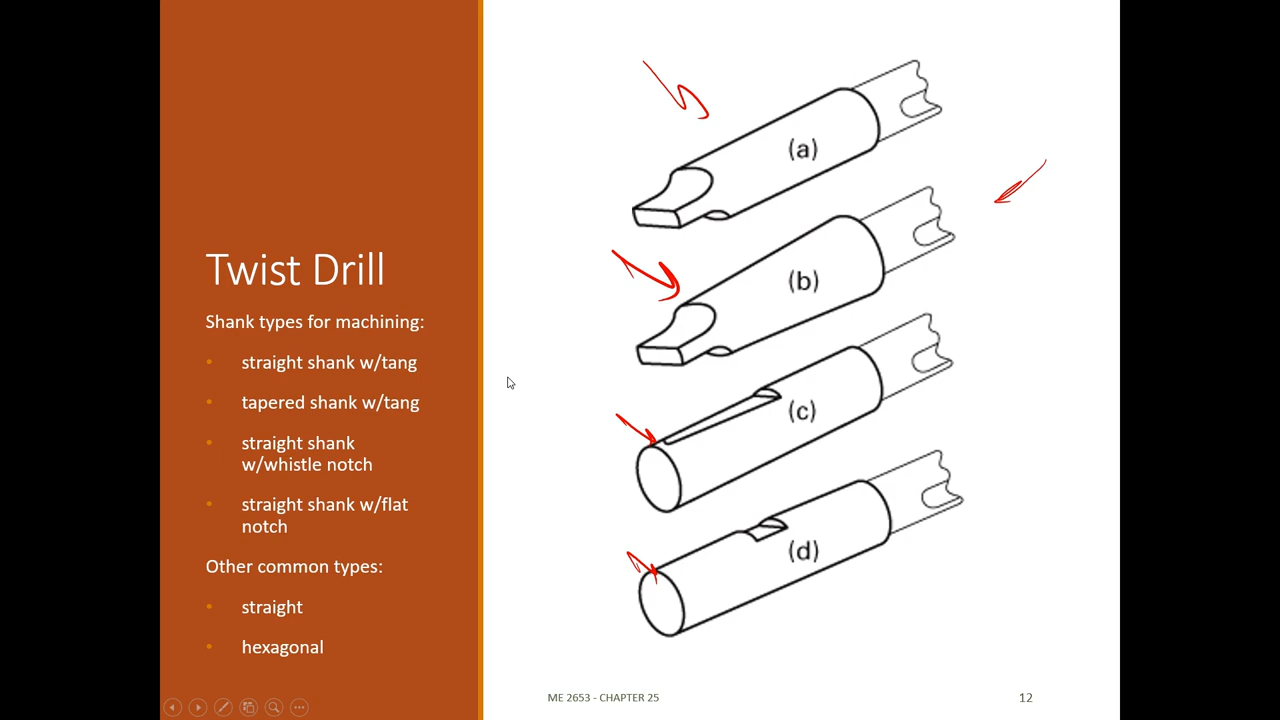 Twist Drill
Shank types for machining:
straight shank w/tang
tapered shank w/tang
straight shank
w/whistle notch
straight shank w/flat
notch
Other common types:
straight
hexagonal
(a)
(b)
(c)
(d)
ME 2653 - CHAPTER 25
12